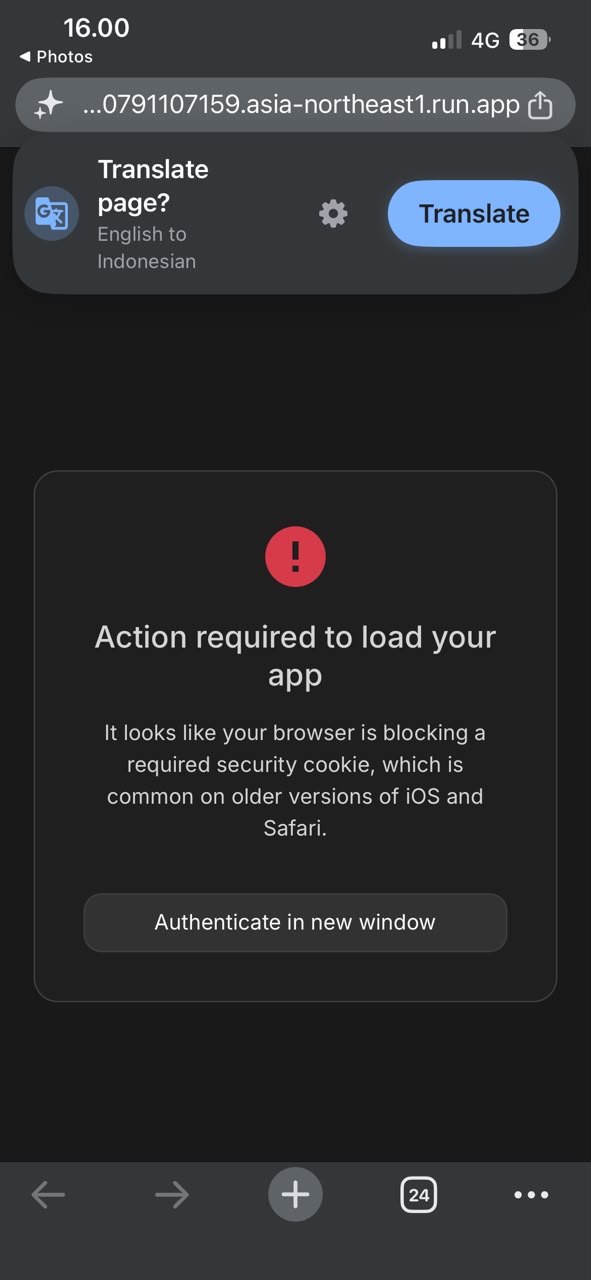 16.00
4G
36
◀ Photos
...0791107159.asia-northeast1.run.app
Translate
page?
English to
Indonesian
Translate
Action required to load your
app
It looks like your browser is blocking a
required security cookie, which is
common on older versions of iOS and
Safari.
Authenticate in new window
24